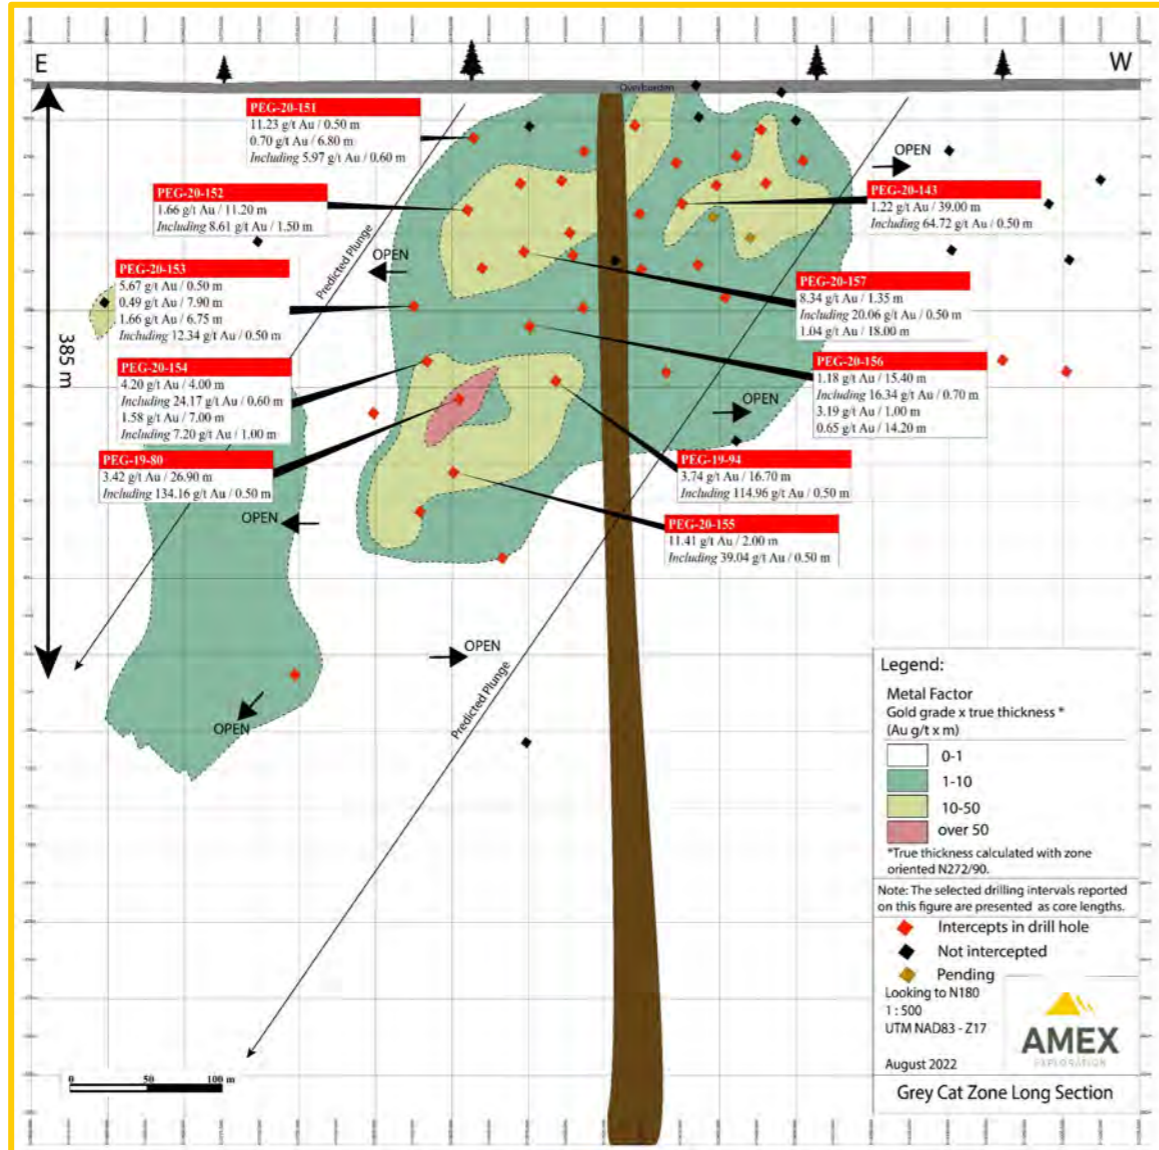 E
W
Overburden
PEG-20-151
11.23 g/t Au / 0.50 m
0.70 g/t Au / 6.80 m
Including 5.97 g/t Au / 0.60 m
OPEN
PEG-20-152
1.66 g/t Au / 11.20 m
Including 8.61 g/t Au / 1.50 m
PEG-20-143
1.22 g/t Au / 39.00 m
Including 64.72 g/t Au / 0.50 m
Predicted Plunge
OPEN
PEG-20-153
5.67 g/t Au / 0.50 m
0.49 g/t Au / 7.90 m
1.66 g/t Au / 6.75 m
Including 12.34 g/t Au / 0.50 m
PEG-20-157
8.34 g/t Au / 1.35 m
Including 20.06 g/t Au / 0.50 m
1.04 g/t Au / 18.00 m
385 m
PEG-20-154
4.20 g/t Au / 4.00 m
Including 24.17 g/t Au / 0.60 m
1.58 g/t Au / 7.00 m
Including 7.20 g/t Au / 1.00 m
PEG-20-156
1.18 g/t Au / 15.40 m
Including 16.34 g/t Au / 0.70 m
3.19 g/t Au / 1.00 m
0.65 g/t Au / 14.20 m
OPEN
PEG-19-80
3.42 g/t Au / 26.90 m
Including 134.16 g/t Au / 0.50 m
PEG-19-94
3.74 g/t Au / 16.70 m
Including 114.96 g/t Au / 0.50 m
OPEN
PEG-20-155
11.41 g/t Au / 2.00 m
Including 39.04 g/t Au / 0.50 m
OPEN
OPEN
Predicted Plunge
Legend:
Metal Factor
Gold grade x true thickness *
(Au g/t x m)
0-1
1-10
10-50
over 50
*True thickness calculated with zone
oriented N272/90.
Note: The selected drilling intervals reported
on this figure are presented as core lengths.
Intercepts in drill hole
Not intercepted
Pending
Looking to N180
1 : 500
UTM NAD83 - Z17
August 2022
AMEX
EXPLORATION
Grey Cat Zone Long Section
0 50 100 m